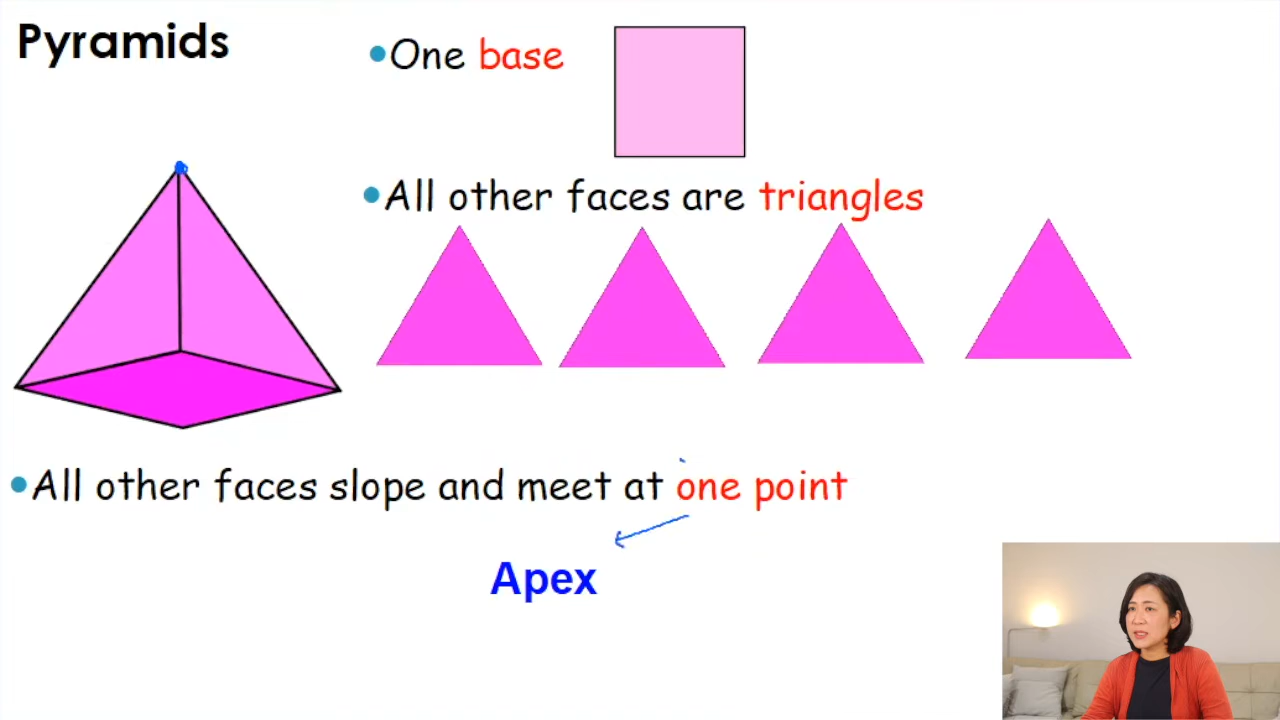 Pyramids
•One base
•All other faces are triangles
•All other faces slope and meet at one point
Apex